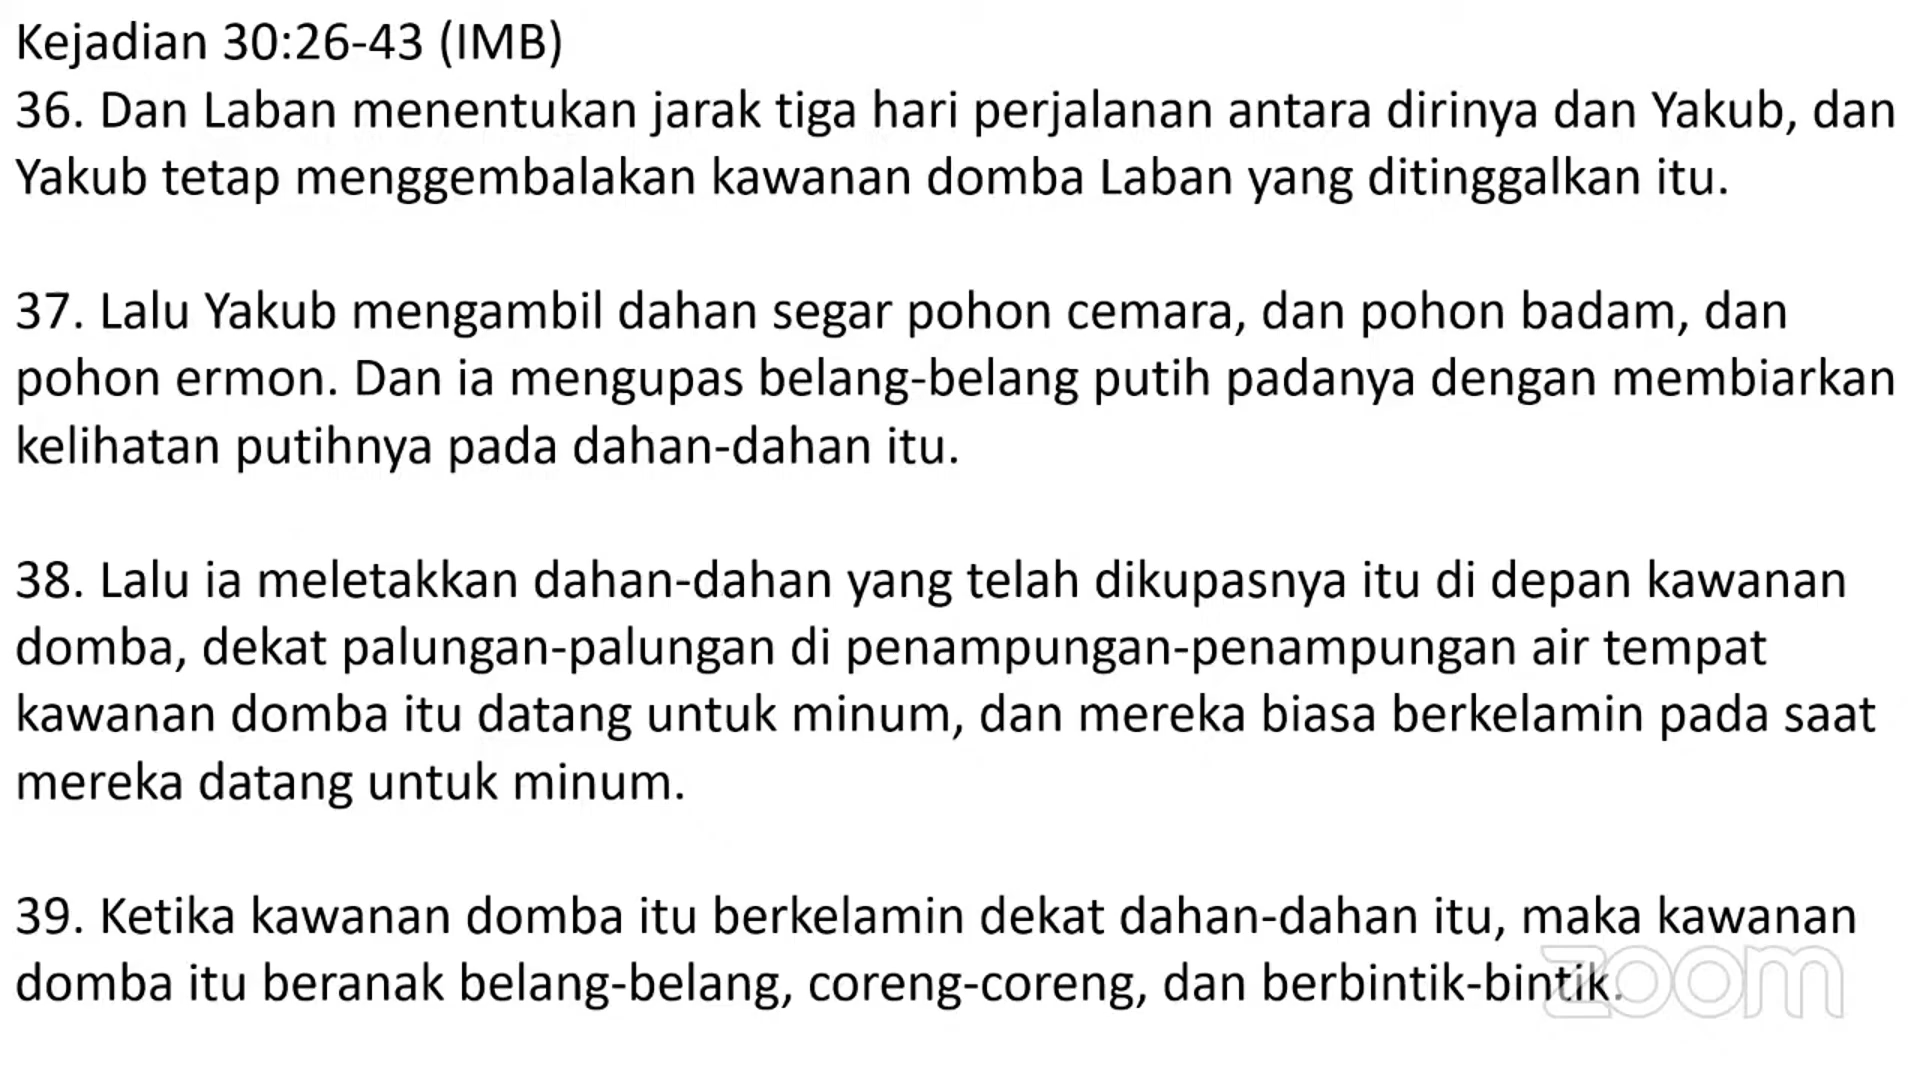 Kejadian 30:26-43 (IMB)
36. Dan Laban menentukan jarak tiga hari perjalanan antara dirinya dan Yakub, dan
Yakub tetap menggembalakan kawanan domba Laban yang ditinggalkan itu.
37. Lalu Yakub mengambil dahan segar pohon cemara, dan pohon badam, dan
pohon ermon. Dan ia mengupas belang-belang putih padanya dengan membiarkan
kelihatan putihnya pada dahan-dahan itu.
38. Lalu ia meletakkan dahan-dahan yang telah dikupasnya itu di depan kawanan
domba, dekat palungan-palungan di penampungan-penampungan air tempat
kawanan domba itu datang untuk minum, dan mereka biasa berkelamin pada saat
mereka datang untuk minum.
39. Ketika kawanan domba itu berkelamin dekat dahan-dahan itu, maka kawanan
domba itu beranak belang-belang, coreng-coreng, dan berbintik-bintik.
zoom